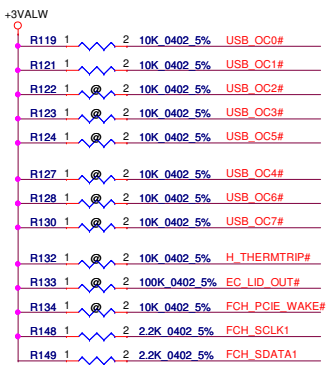 +3VALW
R119 1 2 10K_0402_5% USB_OC0#
R121 1 2 10K_0402_5% USB_OC1#
R122 1 @ 2 10K_0402_5% USB_OC2#
R123 1 @ 2 10K_0402_5% USB_OC3#
R124 1 @ 2 10K_0402_5% USB_OC5#
R127 1 @ 2 10K_0402_5% USB_OC4#
R128 1 @ 2 10K_0402_5% USB_OC6#
R130 1 @ 2 10K_0402_5% USB_OC7#
R132 1 @ 2 10K_0402_5% H_THERMTRIP#
R133 1 @ 2 100K_0402_5% EC_LID_OUT#
R134 1 @ 2 10K_0402_5% FCH_PCIE_WAKE#
R148 1 2 2.2K_0402_5% FCH_SCLK1
R149 1 2 2.2K_0402_5% FCH_SDATA1